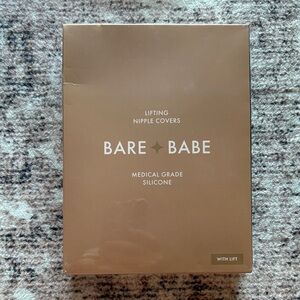 LIFTING
NIPPLE COVERS
BARE BABE
MEDICAL GRADE
SILICONE
WITH LIFT